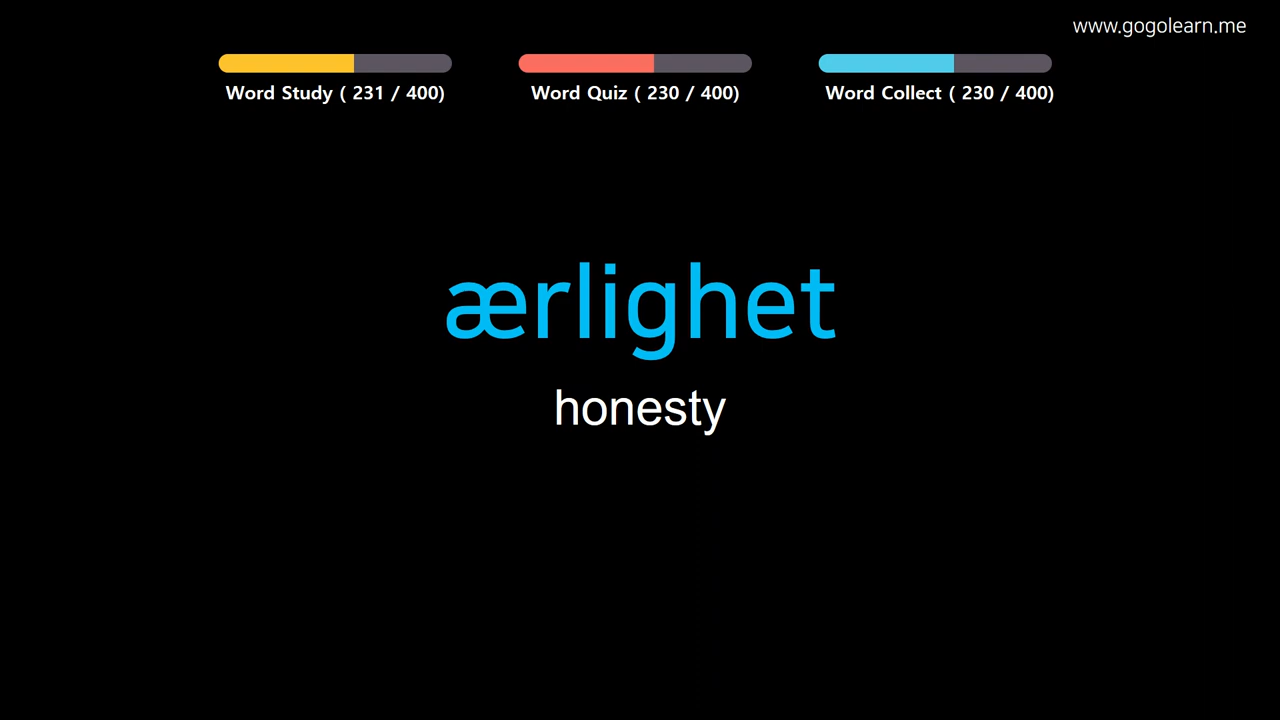 www.gogolearn.me
Word Study ( 231 / 400)
Word Quiz ( 230 / 400)
Word Collect ( 230 / 400)
ærlighet
honesty